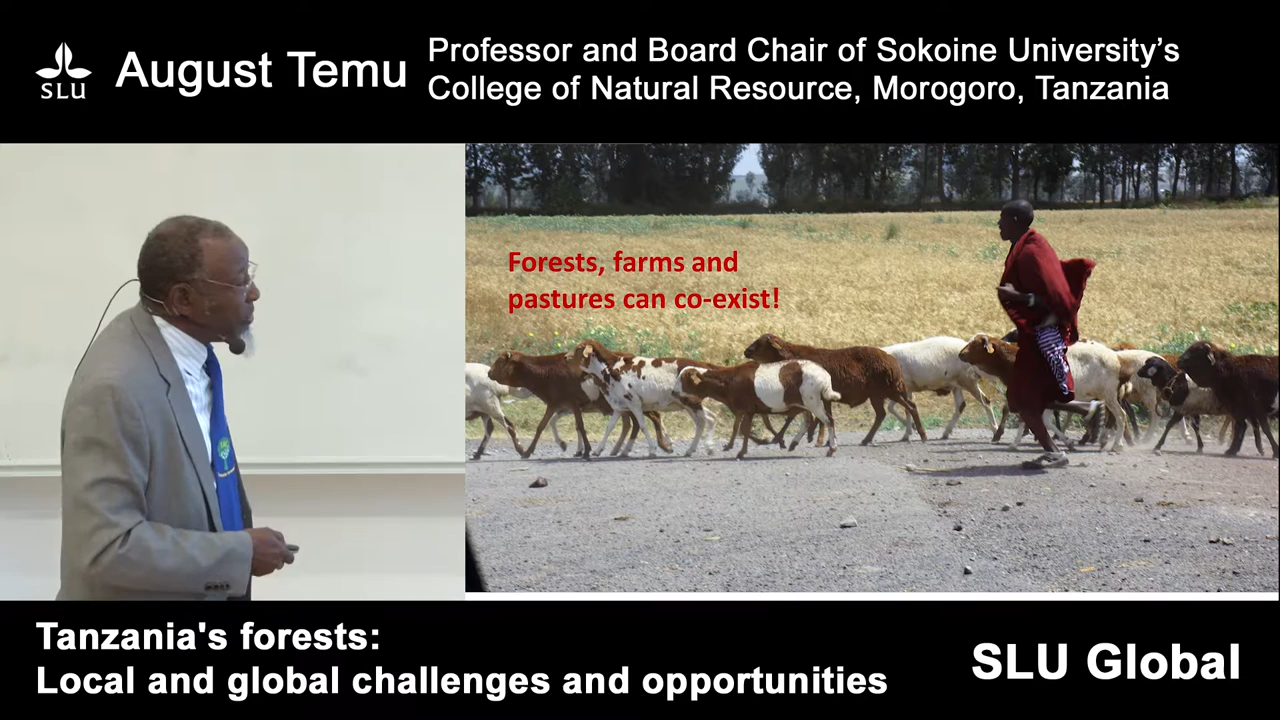 SLU
August Temu
Professor and Board Chair of Sokoine University's
College of Natural Resource, Morogoro, Tanzania
Forests, farms and
pastures can co-exist!
Tanzania's forests:
Local and global challenges and opportunities
SLU Global